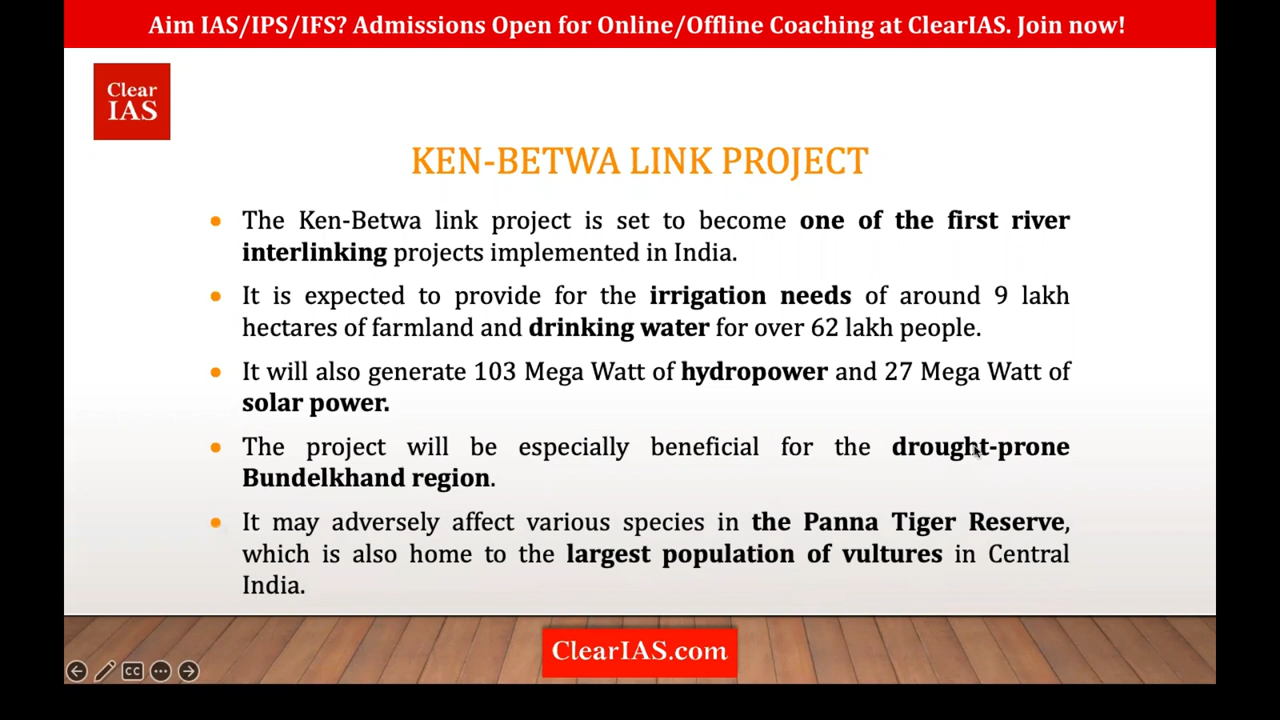 Aim IAS/IPS/IFS? Admissions Open for Online/Offline Coaching at ClearIAS. Join now!
Clear
IAS
KEN-BETWA LINK PROJECT
• The Ken-Betwa link project is set to become one of the first river
interlinking projects implemented in India.
• It is expected to provide for the irrigation needs of around 9 lakh
hectares of farmland and drinking water for over 62 lakh people.
• It will also generate 103 Mega Watt of hydropower and 27 Mega Watt of
solar power.
• The project will be especially beneficial for the drought-prone
Bundelkhand region.
• It may adversely affect various species in the Panna Tiger Reserve,
which is also home to the largest population of vultures in Central
India.
ClearIAS.com
CC